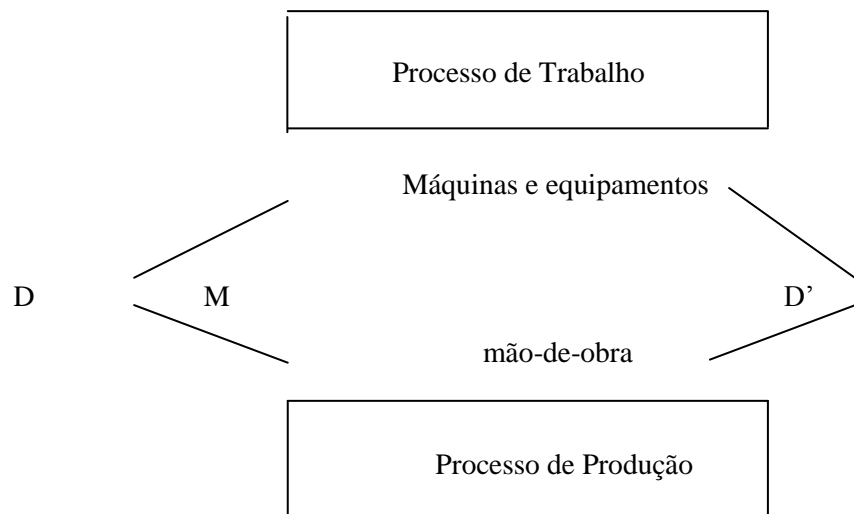 Processo de Trabalho
Máquinas e equipamentos
D M D’
mão-de-obra
Processo de Produção